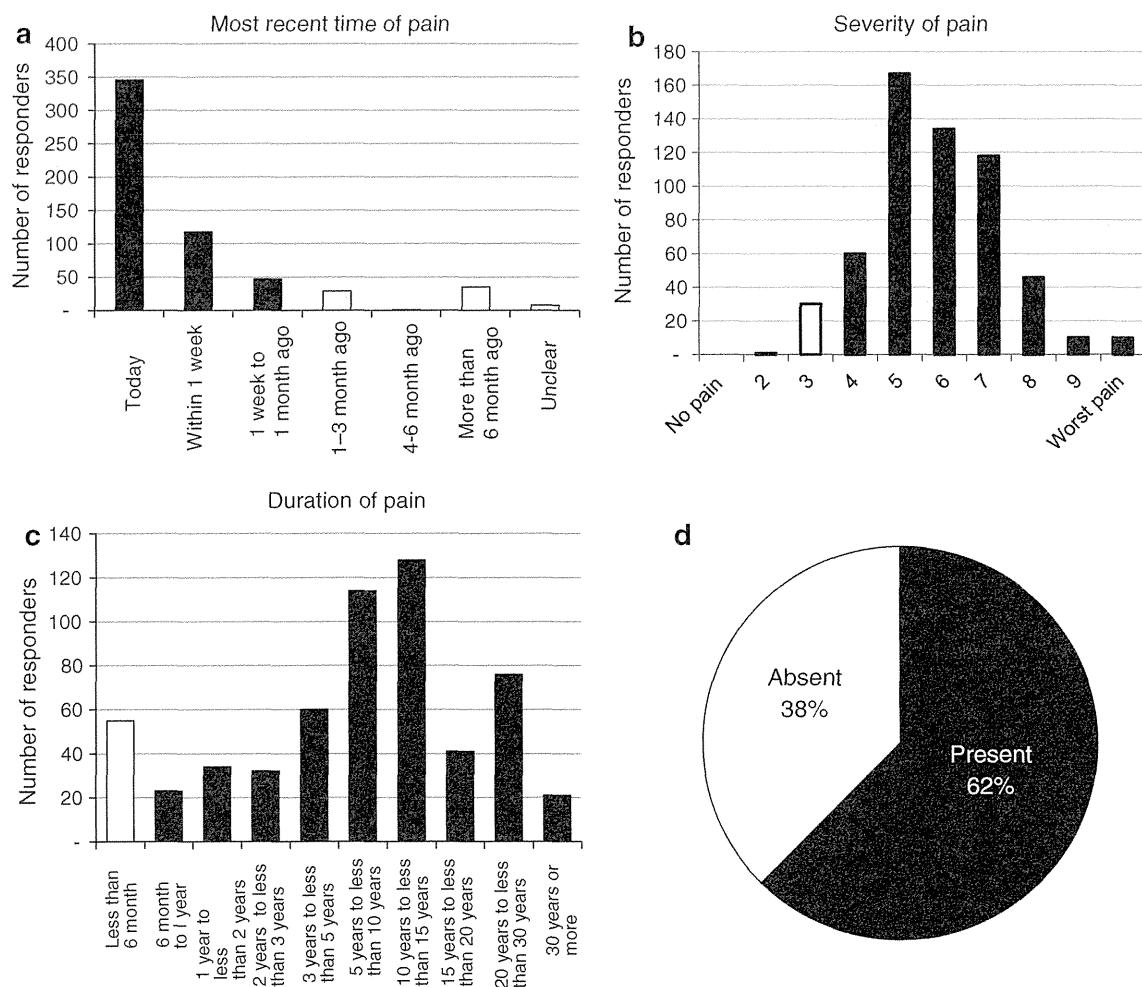 a
Most recent time of pain
Number of responders
400
350
300
250
200
150
100
50
-
Today
Within 1 week
1 week to
1 month ago
1–3 month ago
4-6 month ago
More than
6 month ago
Unclear
b
Severity of pain
Number of responders
180
160
140
120
100
80
60
40
20
-
No pain
2
3
4
5
6
7
8
9
Worst pain
c
Duration of pain
Number of responders
140
120
100
80
60
40
20
-
Less than
6 month
6 month
to I year
1 year to
less
than 2 years
2 years to less
than 3 years
3 years to less
than 5 years
5 years to less
than 10 years
10 years to less
than 15 years
15 years to less
than 20 years
20 years to less
than 30 years
30 years or
more
d
Absent
38%
Present
62%